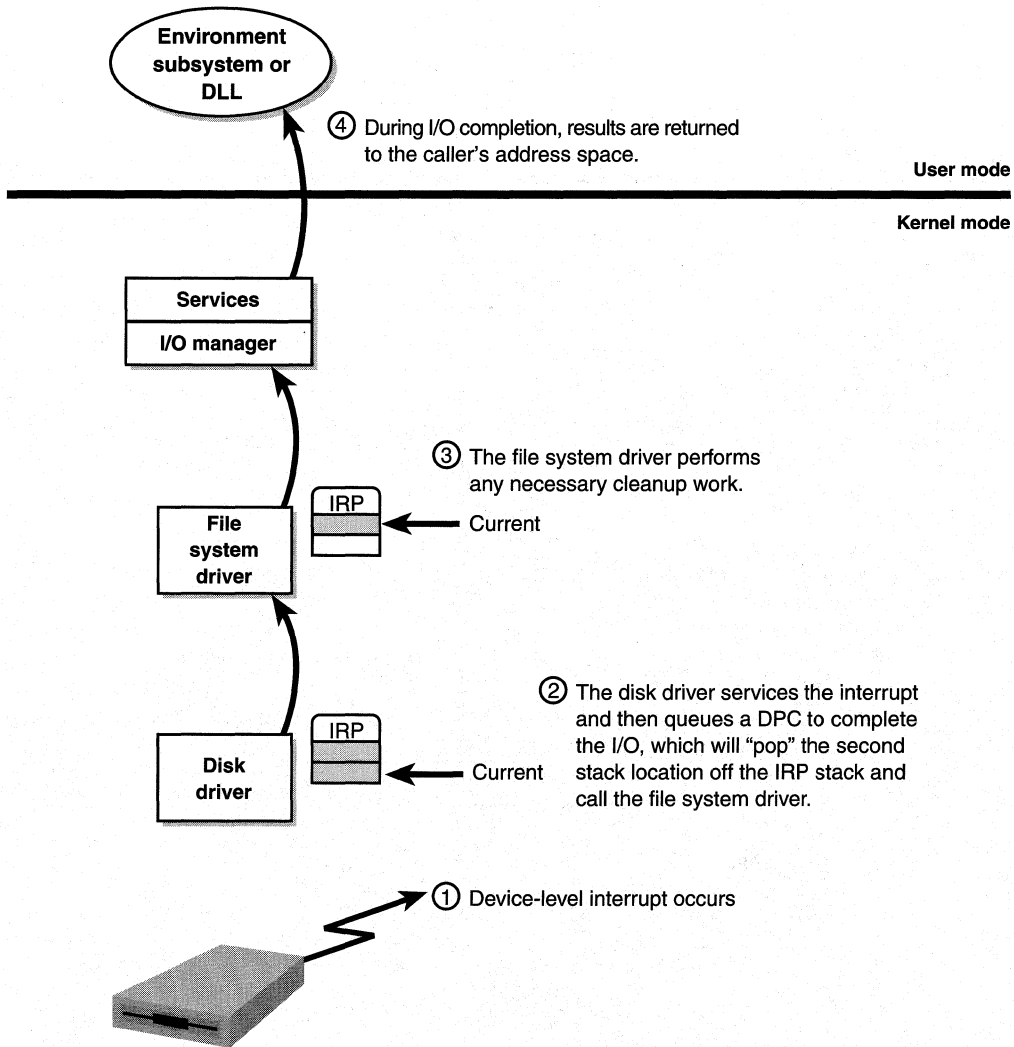 Environment
subsystem or
DLL
④ During I/O completion, results are returned
to the caller's address space.
User mode
Kernel mode
Services
I/O manager
③ The file system driver performs
any necessary cleanup work.
IRP
Current
File
system
driver
② The disk driver services the interrupt
and then queues a DPC to complete
the I/O, which will “pop” the second
stack location off the IRP stack and
call the file system driver.
IRP
Current
Disk
driver
① Device-level interrupt occurs